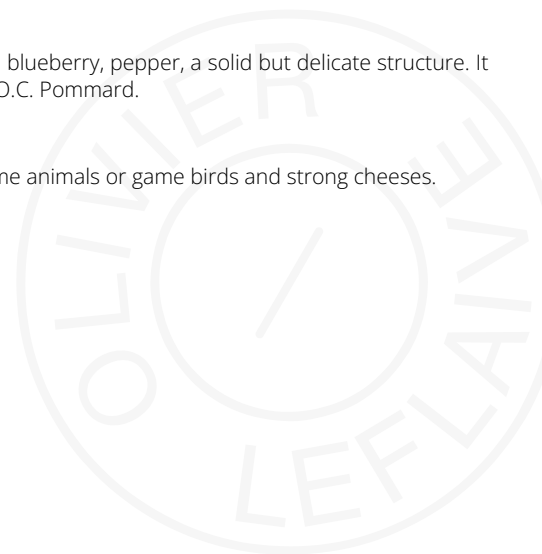 blueberry, pepper, a solid but delicate structure. It
O.C. Pommard.
me animals or game birds and strong cheeses.
OLIVIER
LEFLAIVE